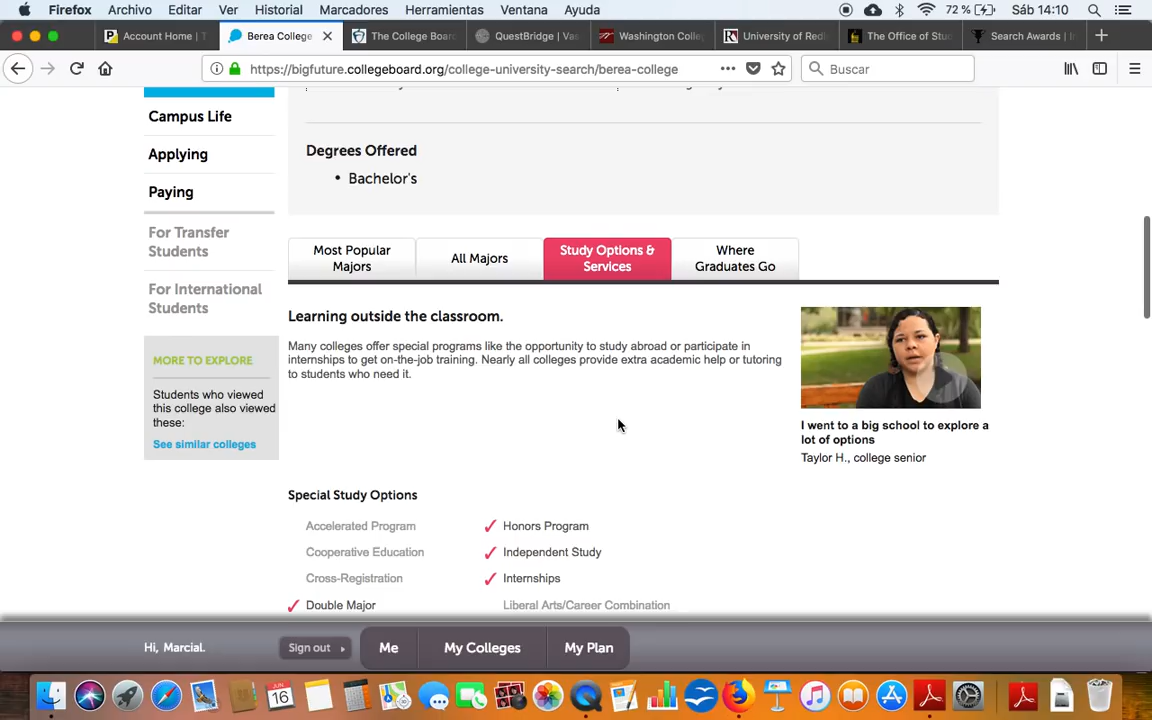 Firefox Archivo Editar Ver Historial Marcadores Herramientas Ventana Ayuda 72 % Sáb 14:10
Account Home | T Berea College The College Boar QuestBridge | Vas Washington Colle University of Redl The Office of Stud Search Awards | In
https://bigfuture.collegeboard.org/college-university-search/berea-college Buscar
Campus Life
Applying
Paying
For Transfer
Students
For International
Students
MORE TO EXPLORE
Students who viewed
this college also viewed
these:
See similar colleges
Degrees Offered
• Bachelor's
Most Popular
Majors
All Majors
Study Options &
Services
Where
Graduates Go
Learning outside the classroom.
Many colleges offer special programs like the opportunity to study abroad or participate in
internships to get on-the-job training. Nearly all colleges provide extra academic help or tutoring
to students who need it.
I went to a big school to explore a
lot of options
Taylor H., college senior
Special Study Options
Accelerated Program
Cooperative Education
Cross-Registration
✓ Double Major
✓ Honors Program
✓ Independent Study
✓ Internships
Liberal Arts/Career Combination
Hi, Marcial. Sign out Me My Colleges My Plan
JUN
16